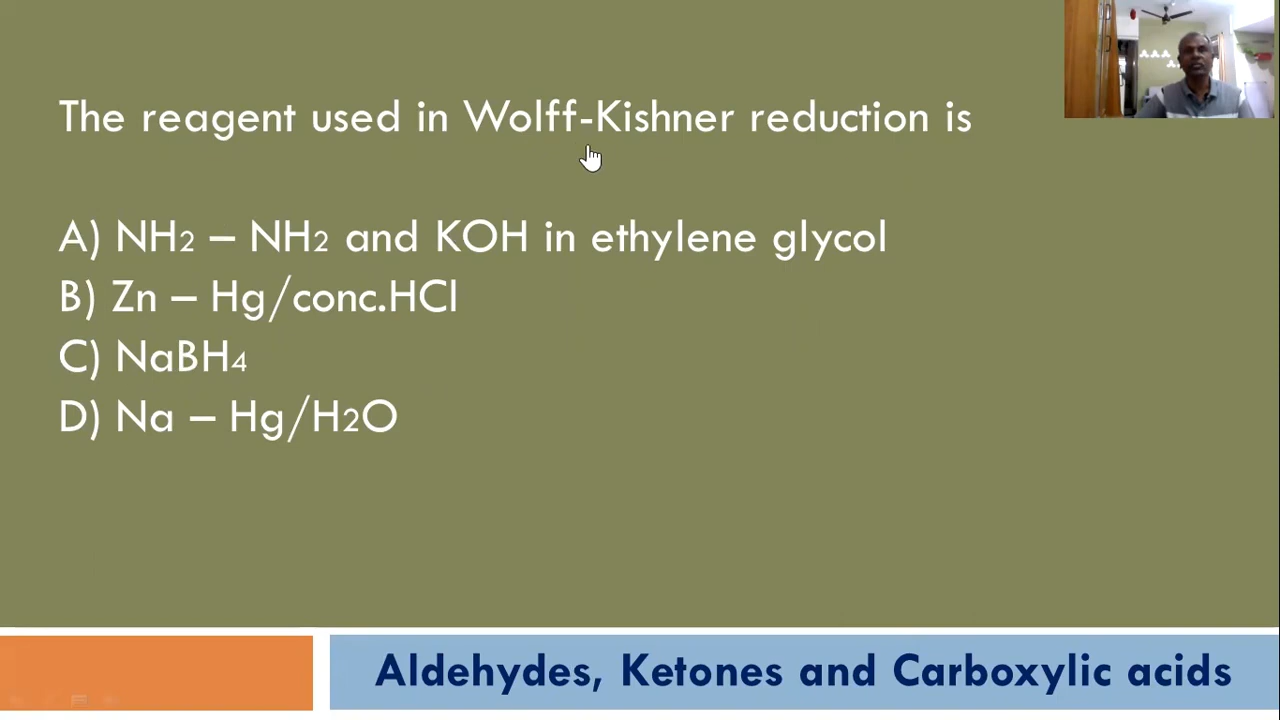 The reagent used in Wolff-Kishner reduction is
A) NH2 – NH2 and KOH in ethylene glycol
B) Zn – Hg/conc.HCl
C) NaBH4
D) Na – Hg/H2O
Aldehydes, Ketones and Carboxylic acids